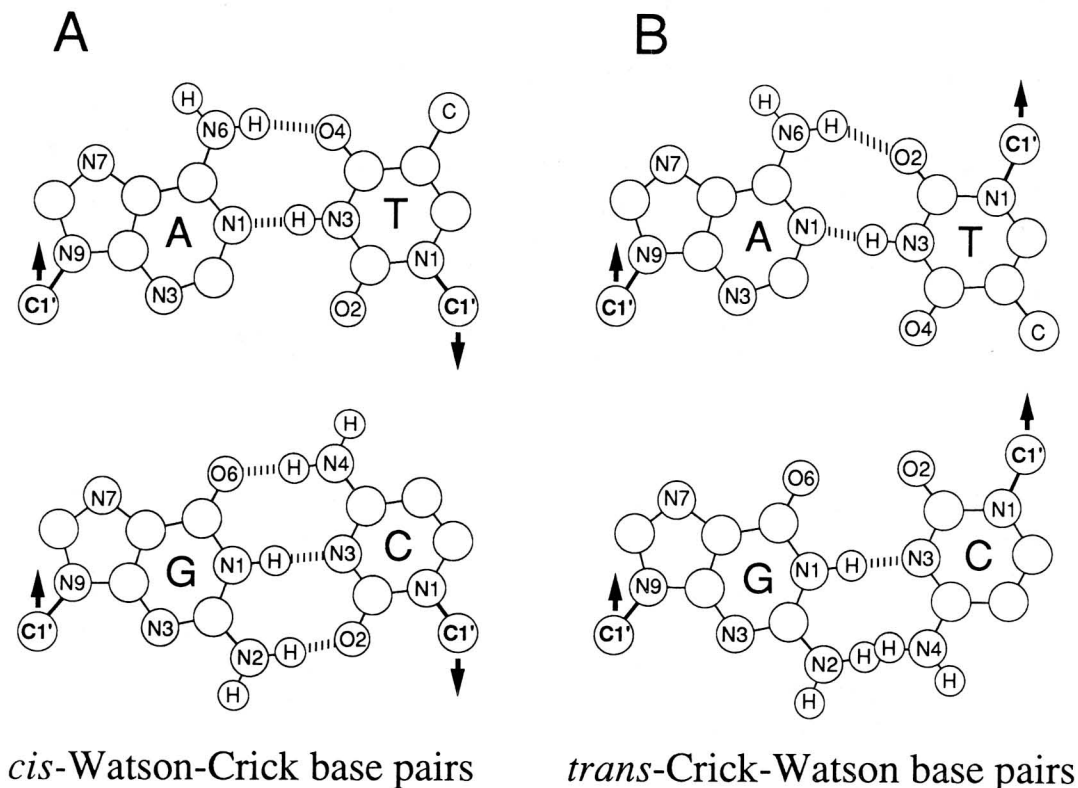 A
B
H
N6
H
O4
C
N7
N1
H
N3
A
T
N9
N3
N1
C1'
O2
C1'
H
N6
H
O2
C1'
N7
N1
N1
H
N3
A
T
N9
N3
C1'
O4
C
H
O6
H
N4
N7
N1
H
N3
G
C
N9
N1
N3
C1'
O2
C1'
N2
H
H
C1'
O6
O2
N7
N1
N1
H
N3
G
C
N9
N3
C1'
N2
H
H
N4
H
H
cis-Watson-Crick base pairs
trans-Crick-Watson base pairs